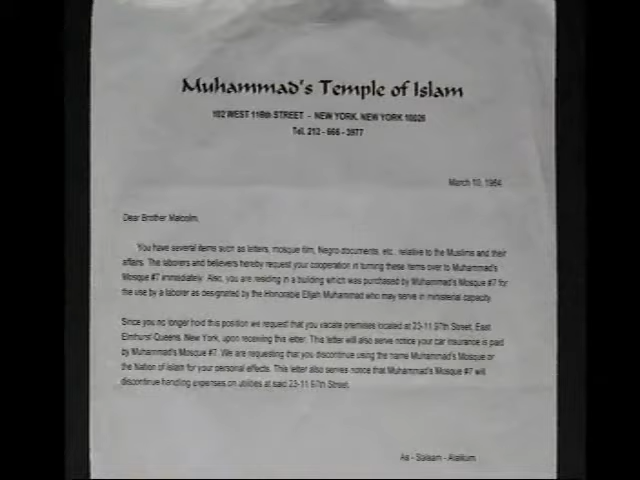 Muhammad's Temple of Islam
102 WEST 116th STREET - NEW YORK, NEW YORK 10026
Tel. 212 - 666 - 3977
March 10, 1964
Dear Brother Malcolm,
You have several items such as letters, mosque film, Negro documents, etc. relative to the Muslims and their
affairs. The laborers and believers hereby request your cooperation in turning these items over to Muhammad's
Mosque #7 immediately. Also, you are residing in a building which was purchased by Muhammad's Mosque #7 for
the use by a laborer as designated by the Honorable Elijah Muhammad who may serve in ministerial capacity.
Since you no longer hold this position we request that you vacate premises located at 23-11 97th Street, East
Elmhurst Queens, New York, upon receiving this letter. This letter will also serve notice your car insurance is paid
by Muhammad's Mosque #7. We are requesting that you discontinue using the name Muhammad's Mosque or
the Nation of Islam for your personal effects. This letter also serves notice that Muhammad's Mosque #7 will
discontinue handling expenses on utilities at said 23-11 97th Street.
As - Salaam - Alaikum